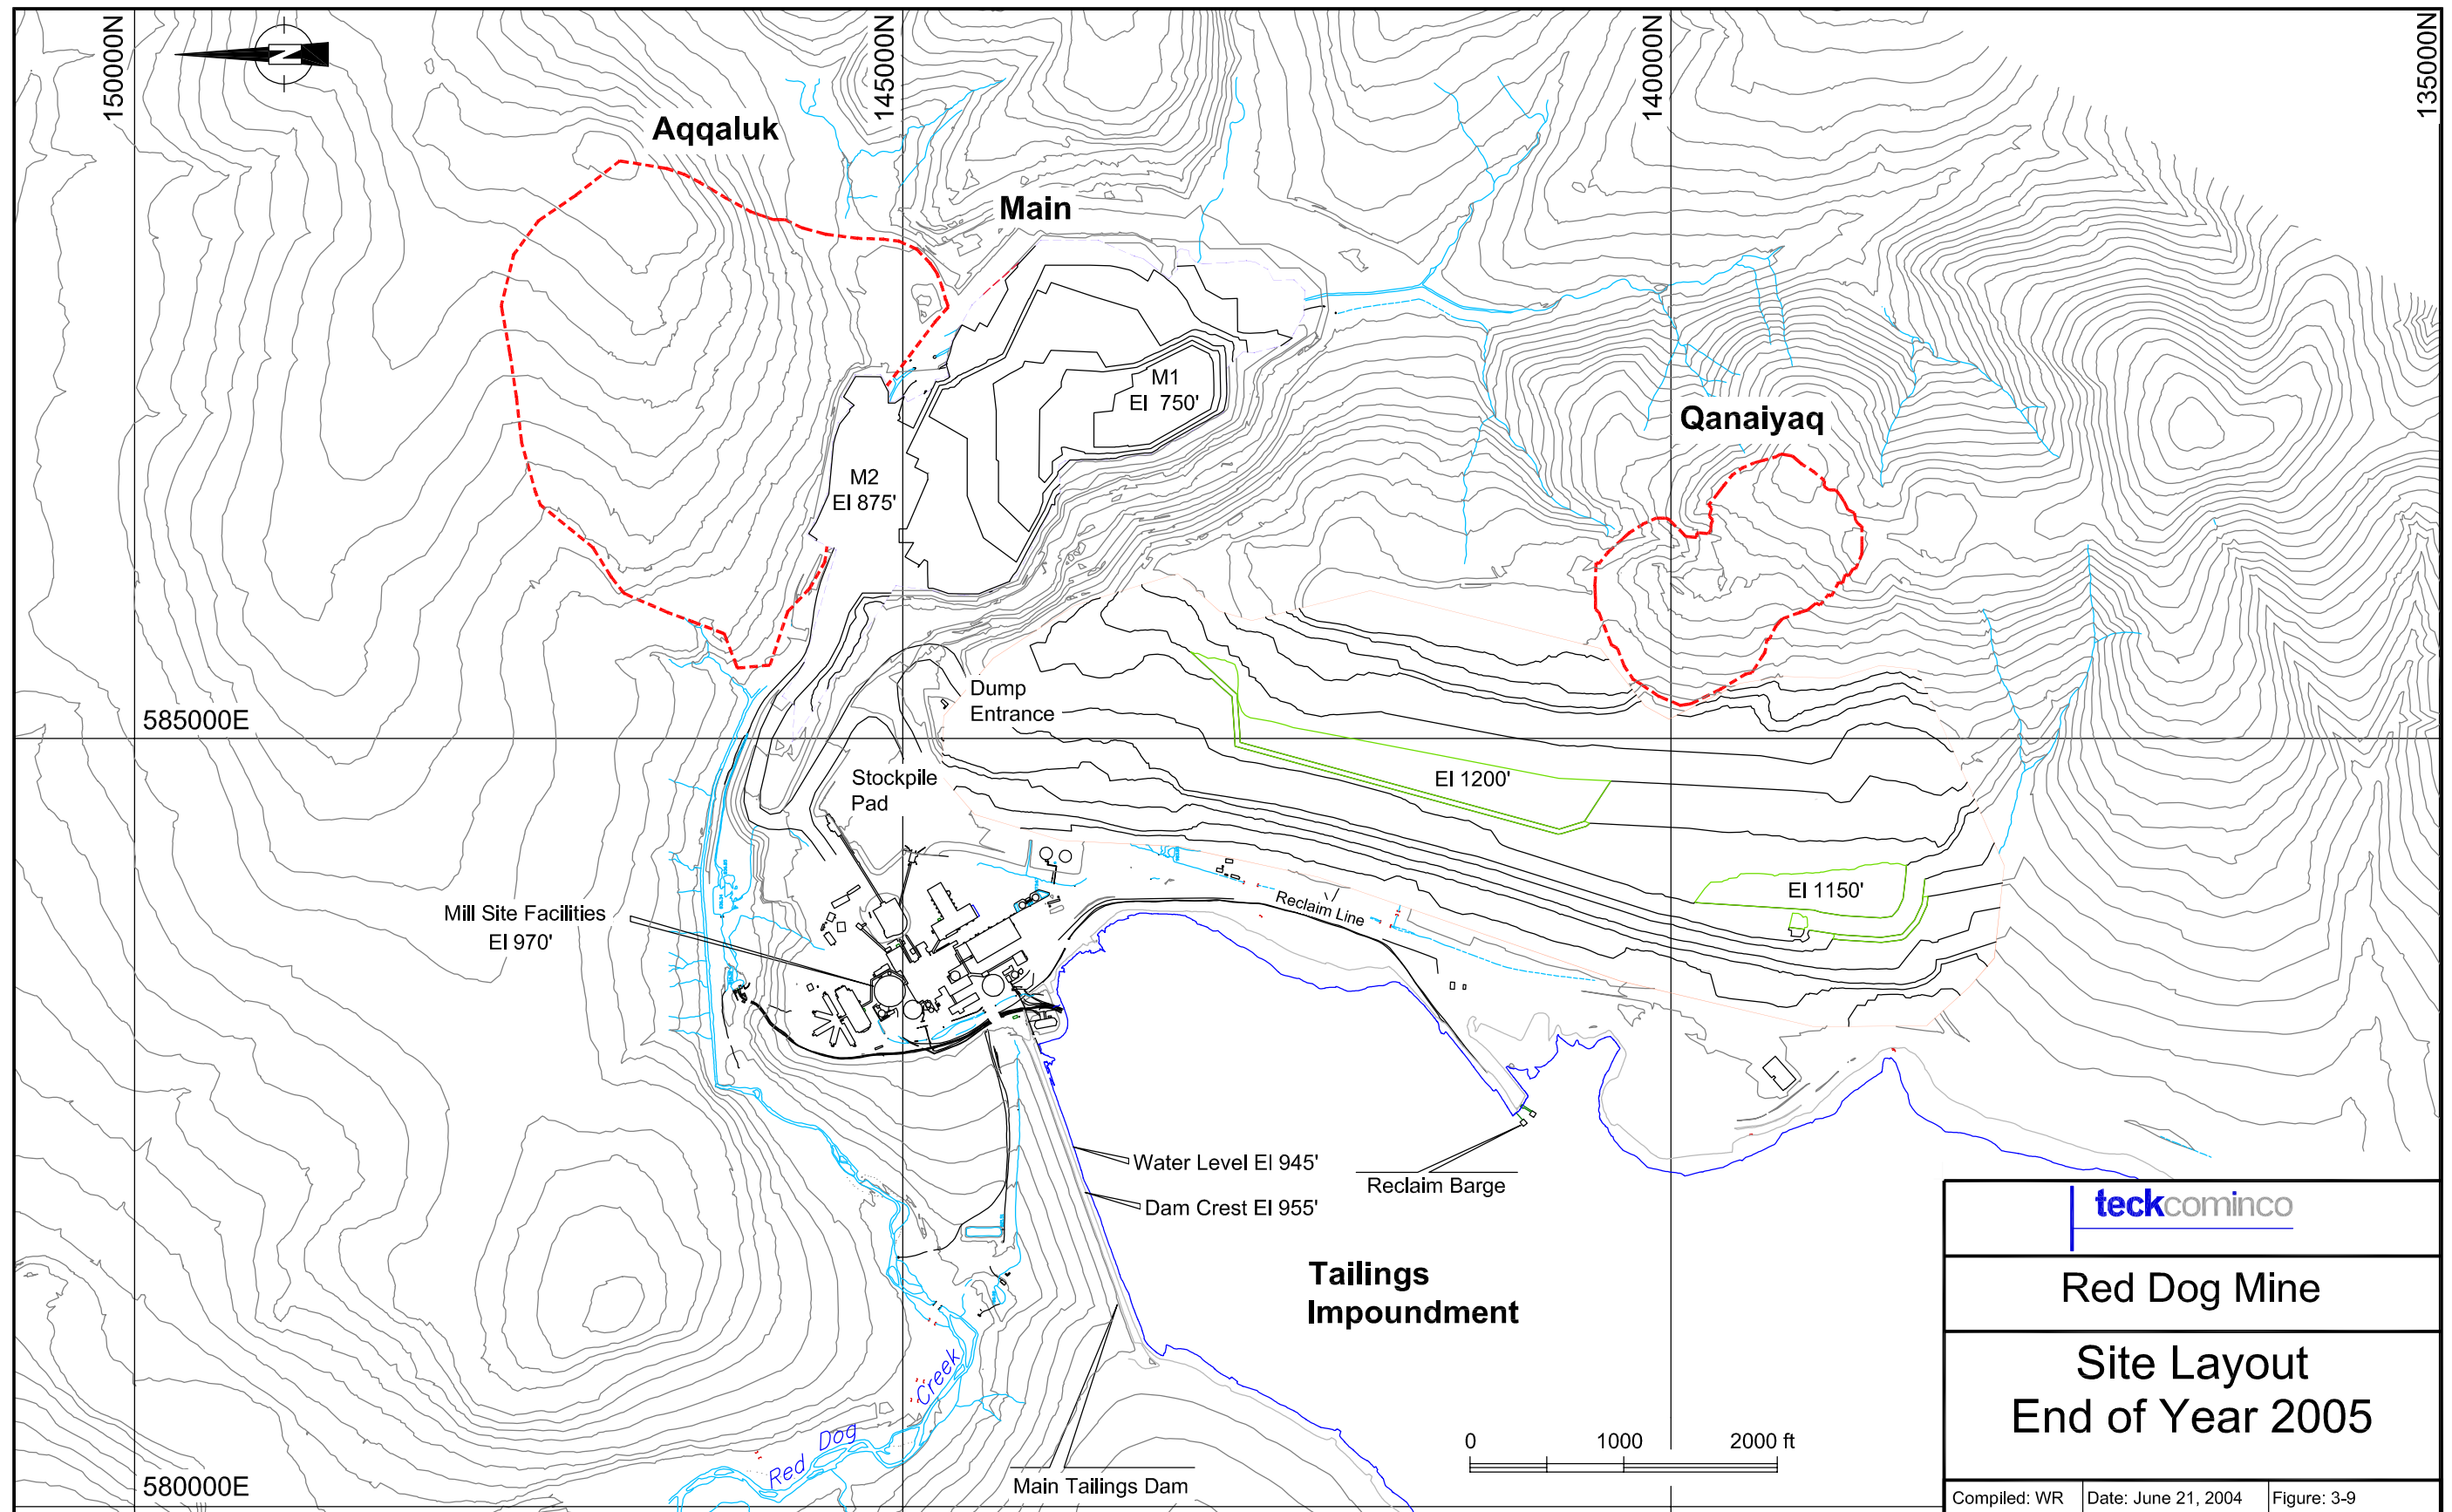 150000N
145000N
140000N
135000N
N
Aqqaluk
Main
M1
El 750'
Qanaiyaq
M2
El 875'
Dump
Entrance
585000E
Stockpile
Pad
El 1200'
El 1150'
Mill Site Facilities
El 970'
Reclaim Line
Water Level El 945'
Reclaim Barge
Dam Crest El 955'
Tailings
Impoundment
Red Dog Creek
580000E
Main Tailings Dam
0 1000 2000 ft
teckcominco
Red Dog Mine
Site Layout
End of Year 2005
Compiled: WR Date: June 21, 2004 Figure: 3-9